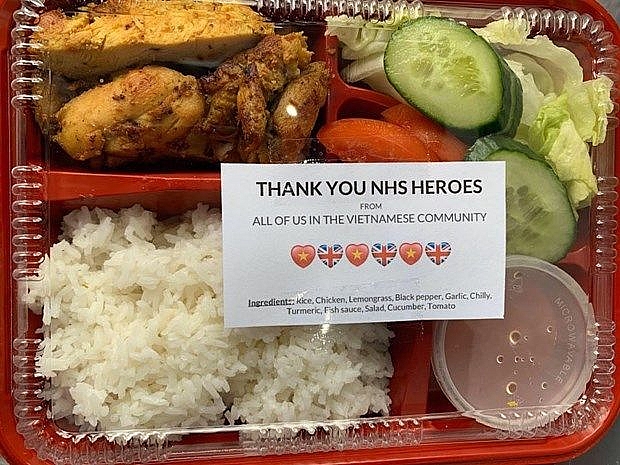 THANK YOU NHS HEROES
FROM
ALL OF US IN THE VIETNAMESE COMMUNITY
Ingredients: Rice, Chicken, Lemongrass, Black pepper, Garlic, Chilly,
Turmeric, Fish sauce, Salad, Cucumber, Tomato
MICROWAVABLE